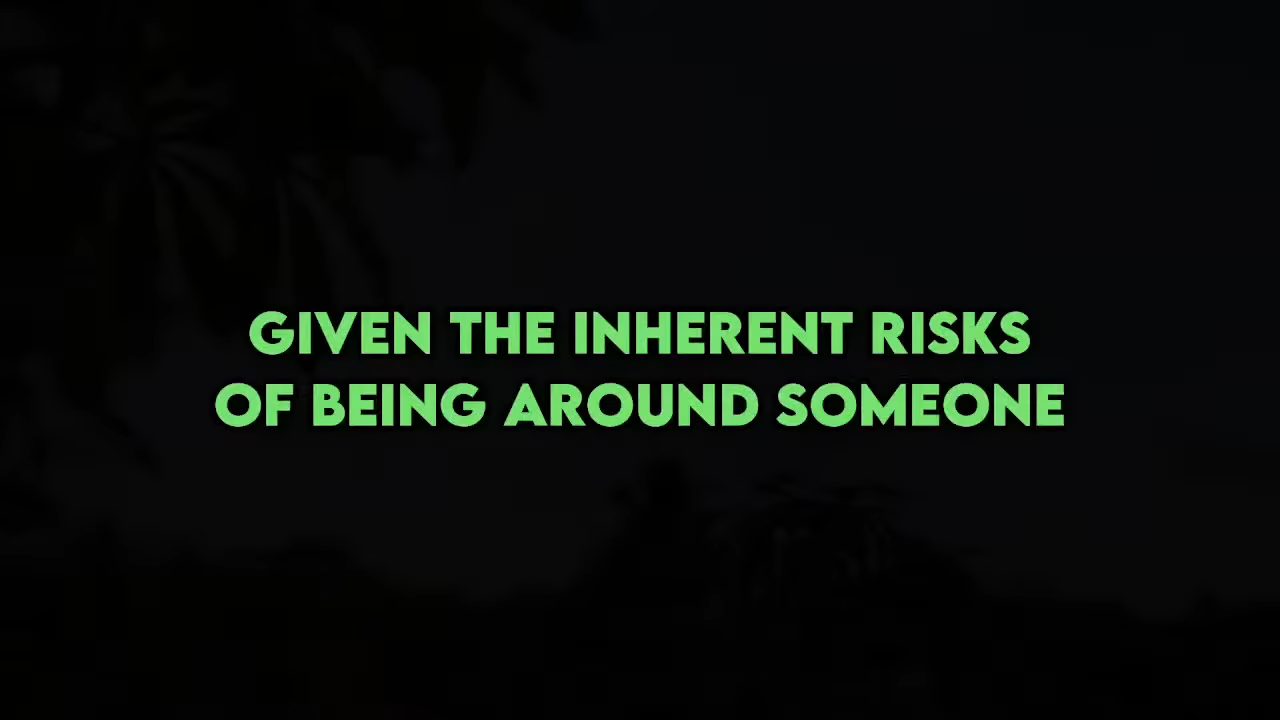 GIVEN THE INHERENT RISKS
OF BEING AROUND SOMEONE